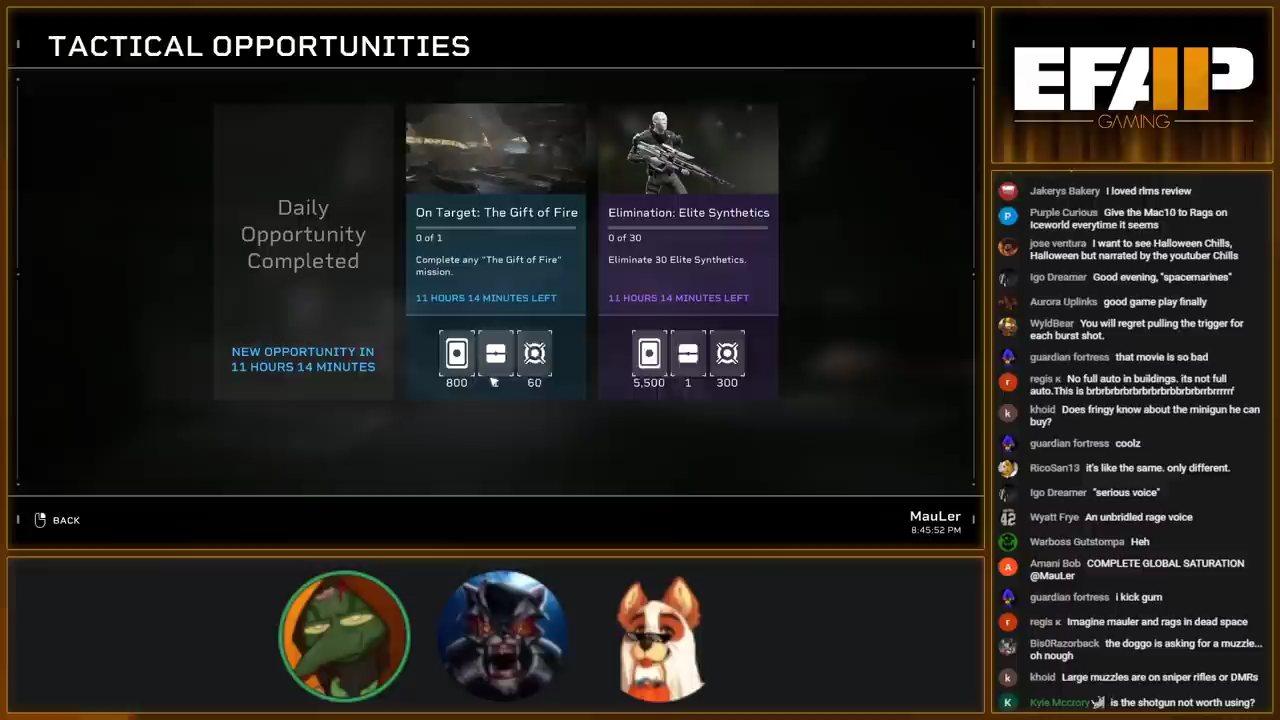 TACTICAL OPPORTUNITIES
Daily
Opportunity
Completed
NEW OPPORTUNITY IN
11 HOURS 14 MINUTES
On Target: The Gift of Fire
0 of 1
Complete any "The Gift of Fire"
mission.
11 HOURS 14 MINUTES LEFT
800
60
Elimination: Elite Synthetics
0 of 30
Eliminate 30 Elite Synthetics.
11 HOURS 14 MINUTES LEFT
5,500
1
300
BACK
MauLer
8:45:52 PM
EFAP
GAMING
Jakerys Bakery I loved rlms review
Purple Curious Give the Mac10 to Rags on
Iceworld everytime it seems
jose ventura I want to see Halloween Chills,
Halloween but narrated by the youtuber Chills
Igo Dreamer Good evening, "spacemarines"
Aurora Uplinks good game play finally
WyldBear You will regret pulling the trigger for
each burst shot.
guardian fortress that movie is so bad
regis к No full auto in buildings. its not full
auto.This is brbrbrbrbrbrbrbrbrbrbrrrrrrŕ
khoid Does fringy know about the minigun he can
buy?
guardian fortress coolz
RicoSan13 it's like the same. only different.
Igo Dreamer "serious voice"
Wyatt Frye An unbridled rage voice
Warboss Gutstompa Heh
Amani Bob COMPLETE GLOBAL SATURATION
@MauLer
guardian fortress i kick gum
regis к Imagine mauler and rags in dead space
Bis0Razorback the doggo is asking for a muzzle...
oh nough
khoid Large muzzles are on sniper rifles or DMRs
Kyle Mccrory is the shotgun not worth using?